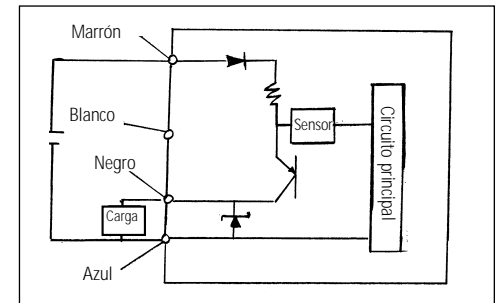 Marrón
Blanco
Sensor
Negro
Circuito principal
Carga
Azul